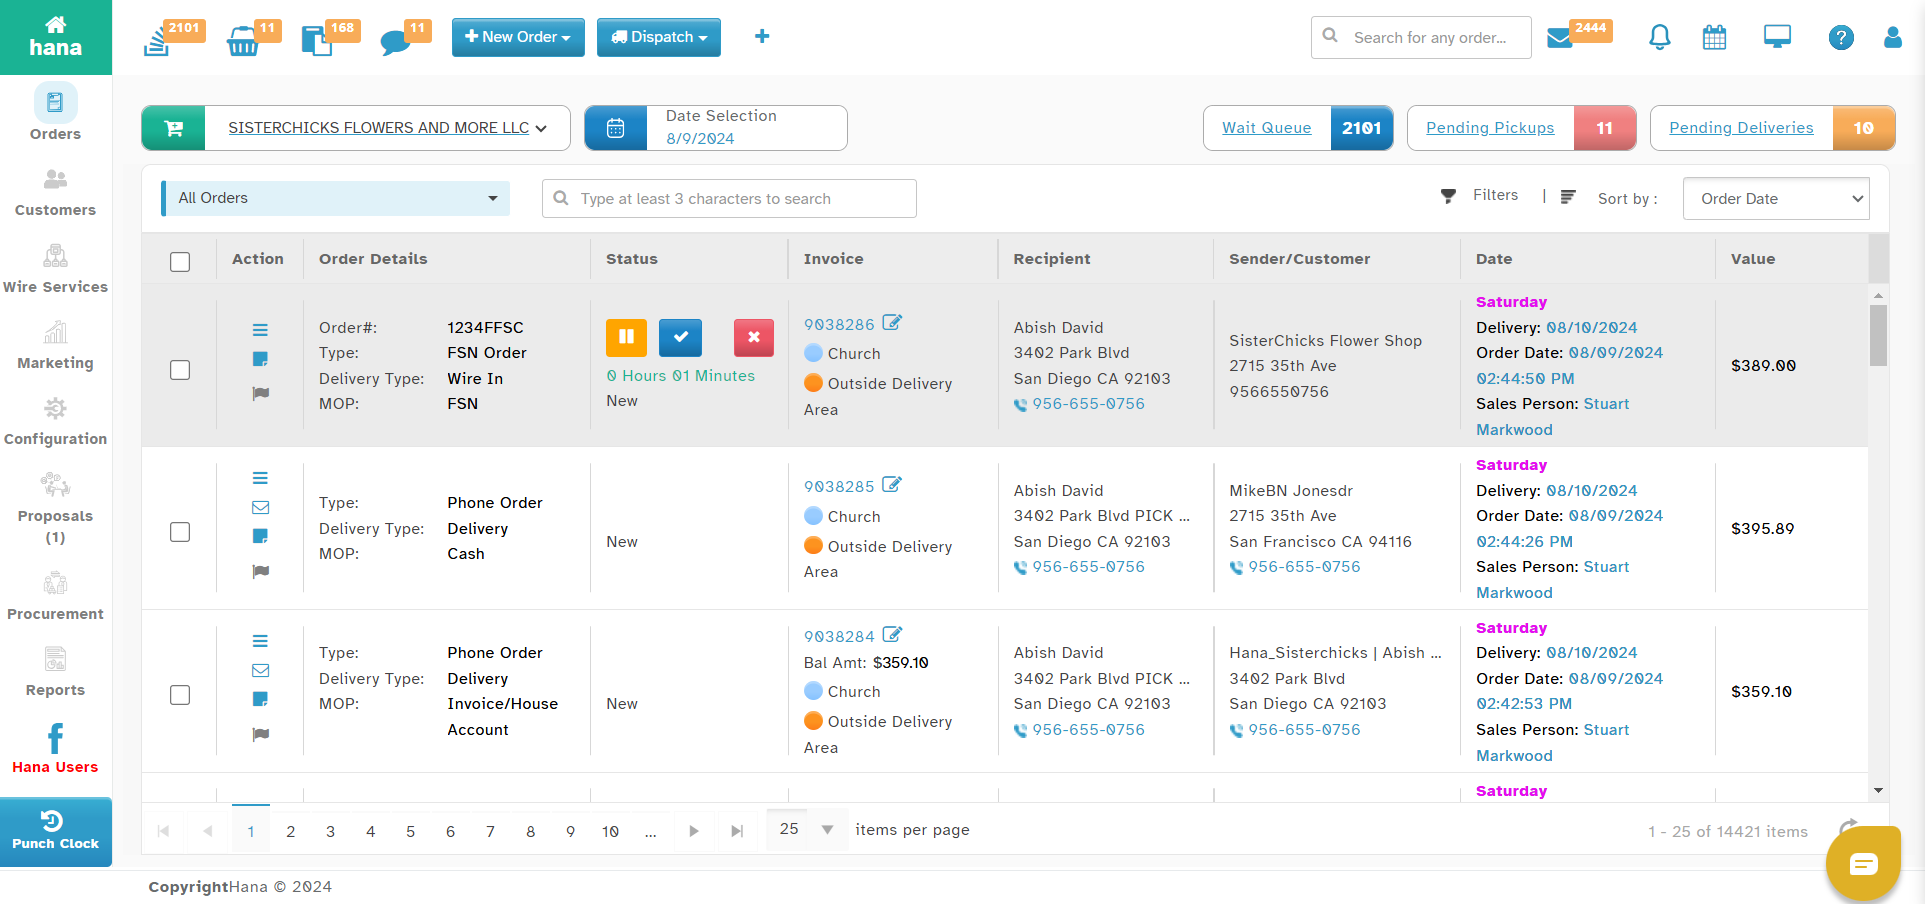 hana
2101
11
168
11
New Order
Dispatch
Search for any order...
2444
Orders
Customers
Wire Services
Marketing
Configuration
Proposals
(1)
Procurement
Reports
Hana Users
Punch Clock
SISTERCHICKS FLOWERS AND MORE LLC
Date Selection
8/9/2024
Wait Queue 2101
Pending Pickups 11
Pending Deliveries 10
All Orders
Type at least 3 characters to search
Filters | Sort by :
Order Date
Action Order Details Status Invoice Recipient Sender/Customer Date Value
Order#: 1234FFSC
Type: FSN Order
Delivery Type: Wire In
MOP: FSN
0 Hours 01 Minutes
New
9038286
Church
Outside Delivery
Area
Abish David
3402 Park Blvd
San Diego CA 92103
956-655-0756
SisterChicks Flower Shop
2715 35th Ave
9566550756
Saturday
Delivery: 08/10/2024
Order Date: 08/09/2024
02:44:50 PM
Sales Person: Stuart
Markwood
$389.00
Type: Phone Order
Delivery Type: Delivery
MOP: Cash
New
9038285
Church
Outside Delivery
Area
Abish David
3402 Park Blvd PICK ...
San Diego CA 92103
956-655-0756
MikeBN Jonesdr
2715 35th Ave
San Francisco CA 94116
956-655-0756
Saturday
Delivery: 08/10/2024
Order Date: 08/09/2024
02:44:26 PM
Sales Person: Stuart
Markwood
$395.89
Type: Phone Order
Delivery Type: Delivery
MOP: Invoice/House
Account
New
9038284
Bal Amt: $359.10
Church
Outside Delivery
Area
Abish David
3402 Park Blvd PICK ...
San Diego CA 92103
956-655-0756
Hana_Sisterchicks | Abish ...
3402 Park Blvd
San Diego CA 92103
956-655-0756
Saturday
Delivery: 08/10/2024
Order Date: 08/09/2024
02:42:53 PM
Sales Person: Stuart
Markwood
$359.10
Saturday
1 2 3 4 5 6 7 8 9 10 ... 25 items per page
1 - 25 of 14421 items
CopyrightHana © 2024